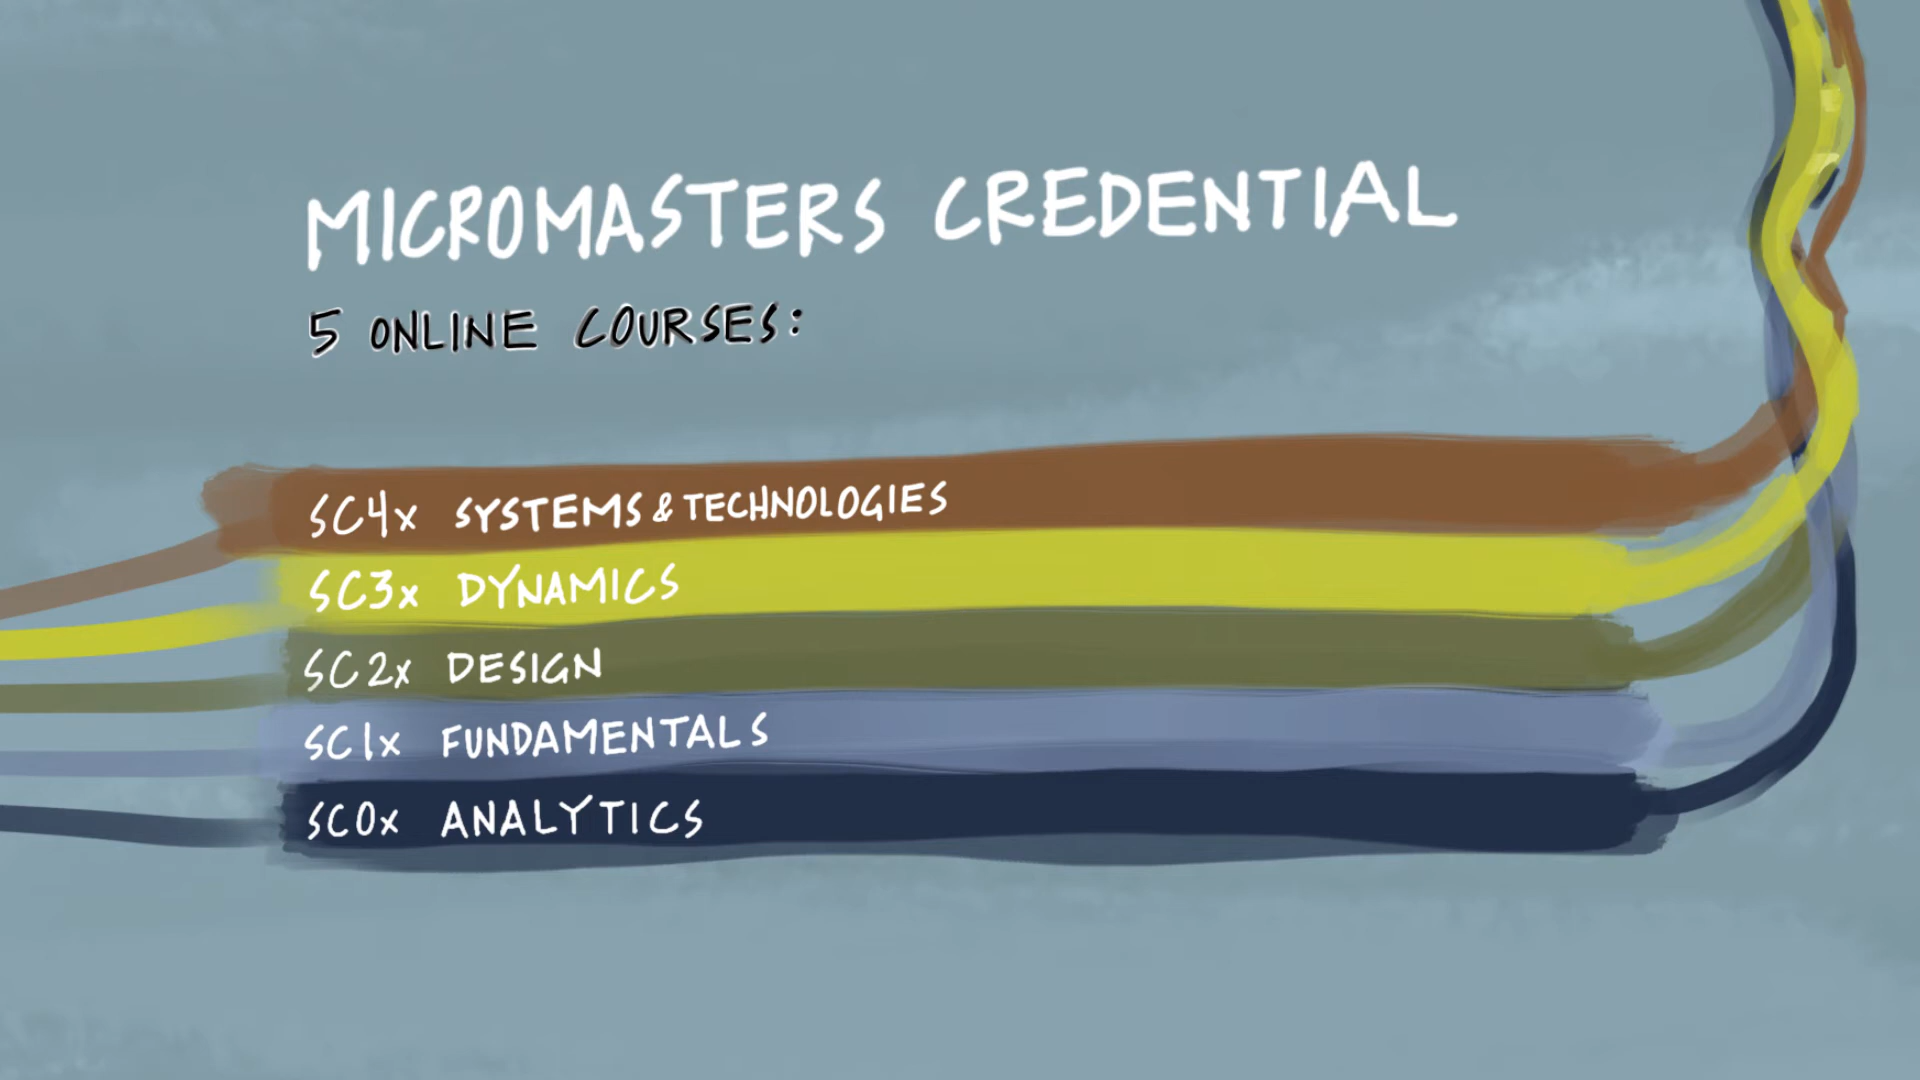 MICROMASTERS CREDENTIAL
5 ONLINE COURSES:
SC4x SYSTEMS & TECHNOLOGIES
SC3x DYNAMICS
SC2x DESIGN
SC1x FUNDAMENTALS
SC0x ANALYTICS